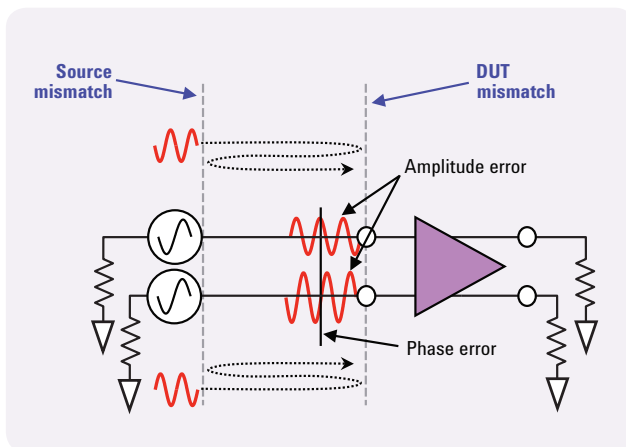 Source
mismatch
DUT
mismatch
Amplitude error
Phase error